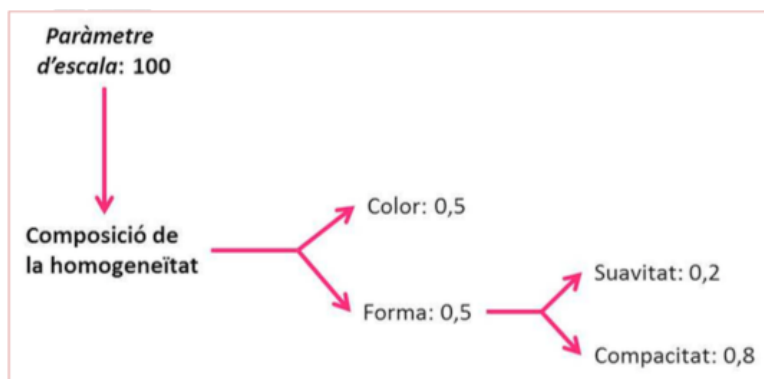 Paràmetre
d'escala: 100
Composició de
la homogeneïtat
Color: 0,5
Forma: 0,5
Suavitat: 0,2
Compacitat: 0,8